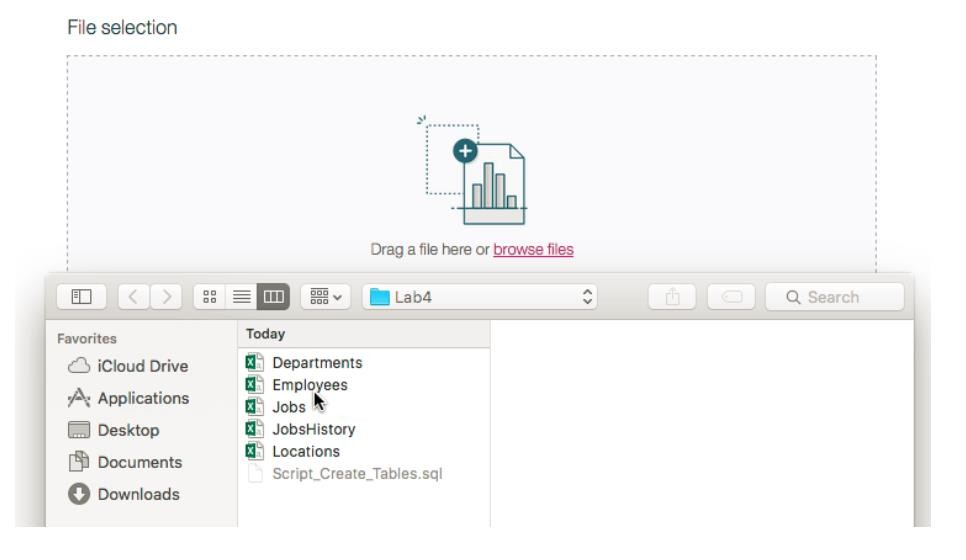 File selection
Drag a file here or browse files
Lab4
Search
Favorites
iCloud Drive
Applications
Desktop
Documents
Downloads
Today
Departments
Employees
Jobs
JobsHistory
Locations
Script_Create_Tables.sql